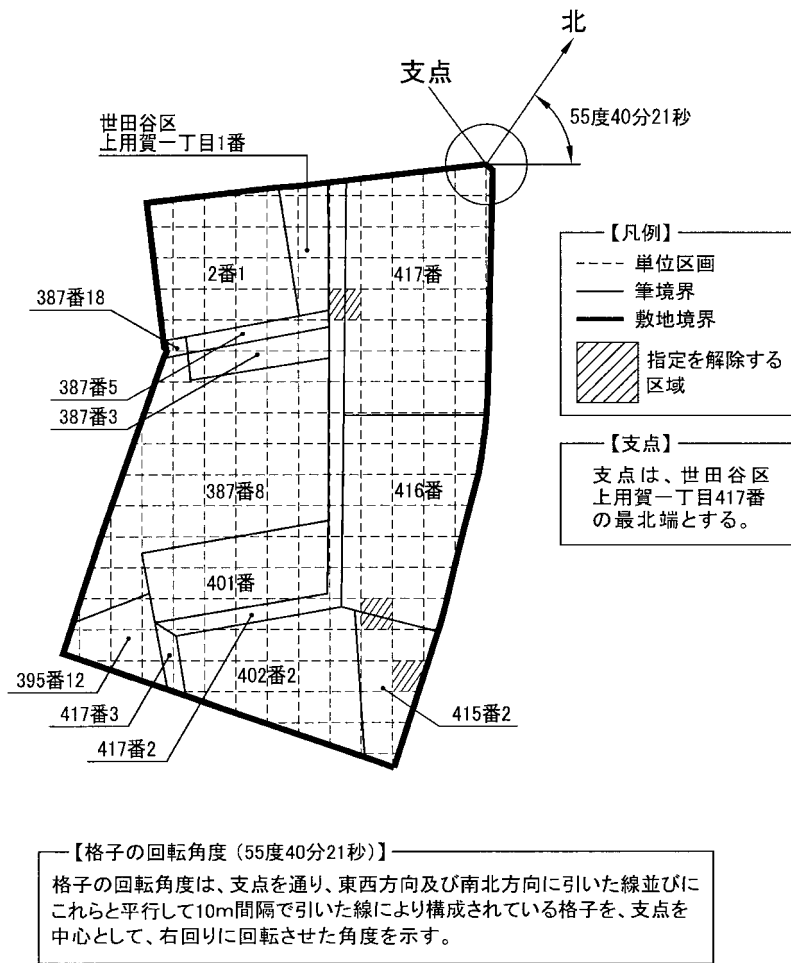 北
支点
55度40分21秒
世田谷区
上用賀一丁目1番
2番1
417番
387番18
387番5
387番3
387番8
416番
401番
395番12
417番3
417番2
402番2
415番2
【凡例】
単位区画
筆境界
敷地境界
指定を解除する
区域
【支点】
支点は、世田谷区
上用賀一丁目417番
の最北端とする。
【格子の回転角度(55度40分21秒)】
格子の回転角度は、支点を通り、東西方向及び南北方向に引いた線並びに
これらと平行して10m間隔で引いた線により構成されている格子を、支点を
中心として、右回りに回転させた角度を示す。